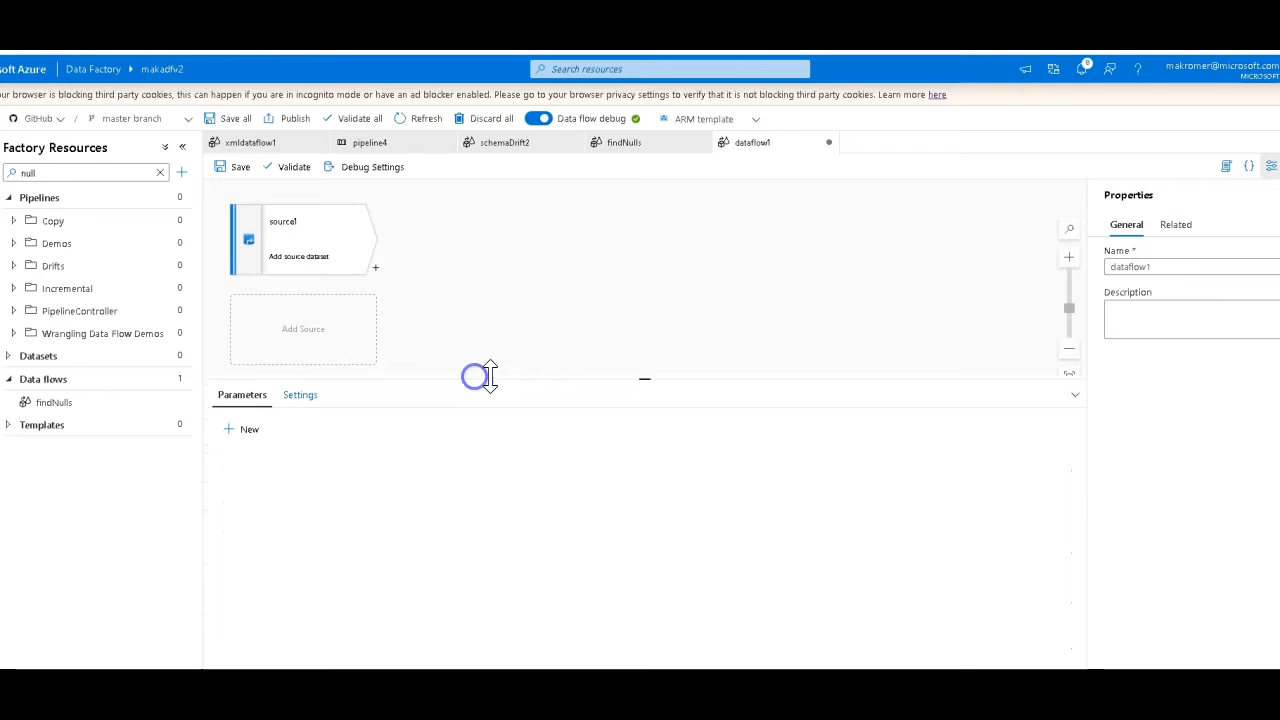 soft Azure Data Factory makadfv2 Search resources 8 makromer@microsoft.com
MICROSOFT
our browser is blocking third party cookies, this can happen if you are in incognito mode or have an ad blocker enabled. Please go to your browser privacy settings to verify that it is not blocking third party cookies. Learn more here
GitHub / master branch Save all Publish Validate all Refresh Discard all Data flow debug ARM template
Factory Resources
xmldataflow1 pipeline4 schemaDrift2 findNulls dataflow1
null
Save Validate Debug Settings
Pipelines 0
Copy 0
Demos 0
Drifts 0
Incremental 0
PipelineController 0
Wrangling Data Flow Demos 0
Datasets 0
Data flows 1
findNulls
Templates 0
source1
Add source dataset
Add Source
Parameters Settings
New
Properties
General Related
Name *
dataflow1
Description